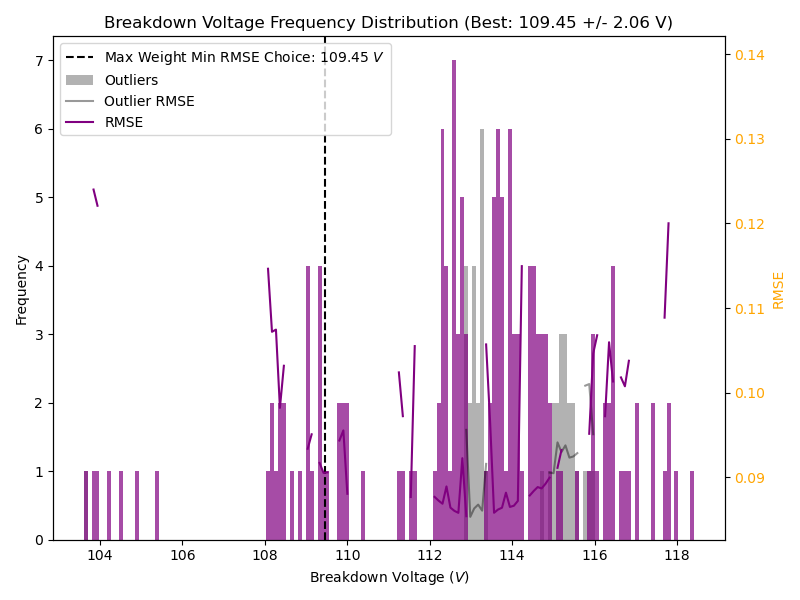 Breakdown Voltage Frequency Distribution (Best: 109.45 +/- 2.06 V)
Max Weight Min RMSE Choice: 109.45 V
Outliers
Outlier RMSE
RMSE
Frequency
7
6
5
4
3
2
1
0
0.14
0.13
0.12
0.11
0.10
0.09
RMSE
104
106
108
110
112
114
116
118
Breakdown Voltage (V)